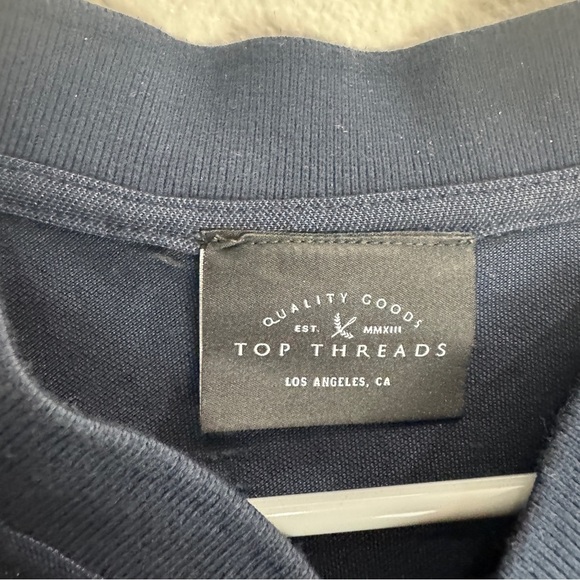 QUALITY GOODS
EST. MMXIII
TOP THREADS
LOS ANGELES, CA